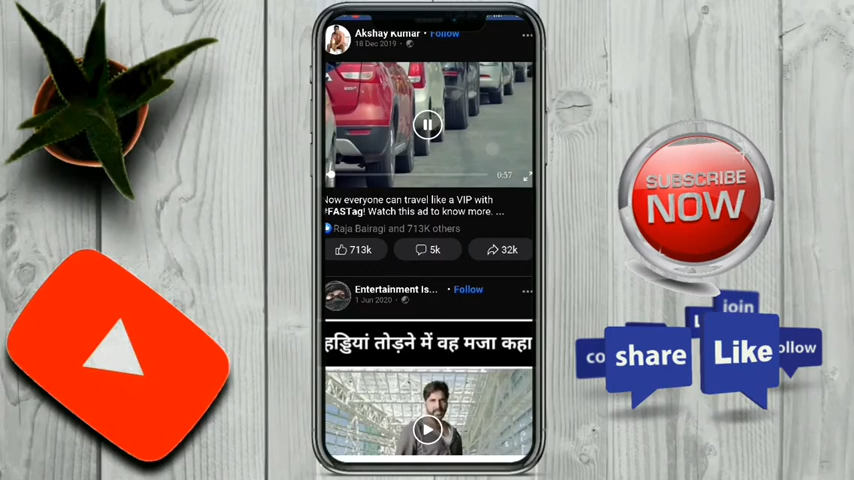 Akshay Kumar • Follow
18 Dec 2019 •
0:57
Now everyone can travel like a VIP with
#FASTag! Watch this ad to know more. ...
Raja Bairagi and 713K others
713k
5k
32k
Entertainment Is... • Follow
1 Jun 2020 •
हड्डियां तोड़ने में वह मजा कहा
SUBSCRIBE
NOW
join
co
share
Like
ollow